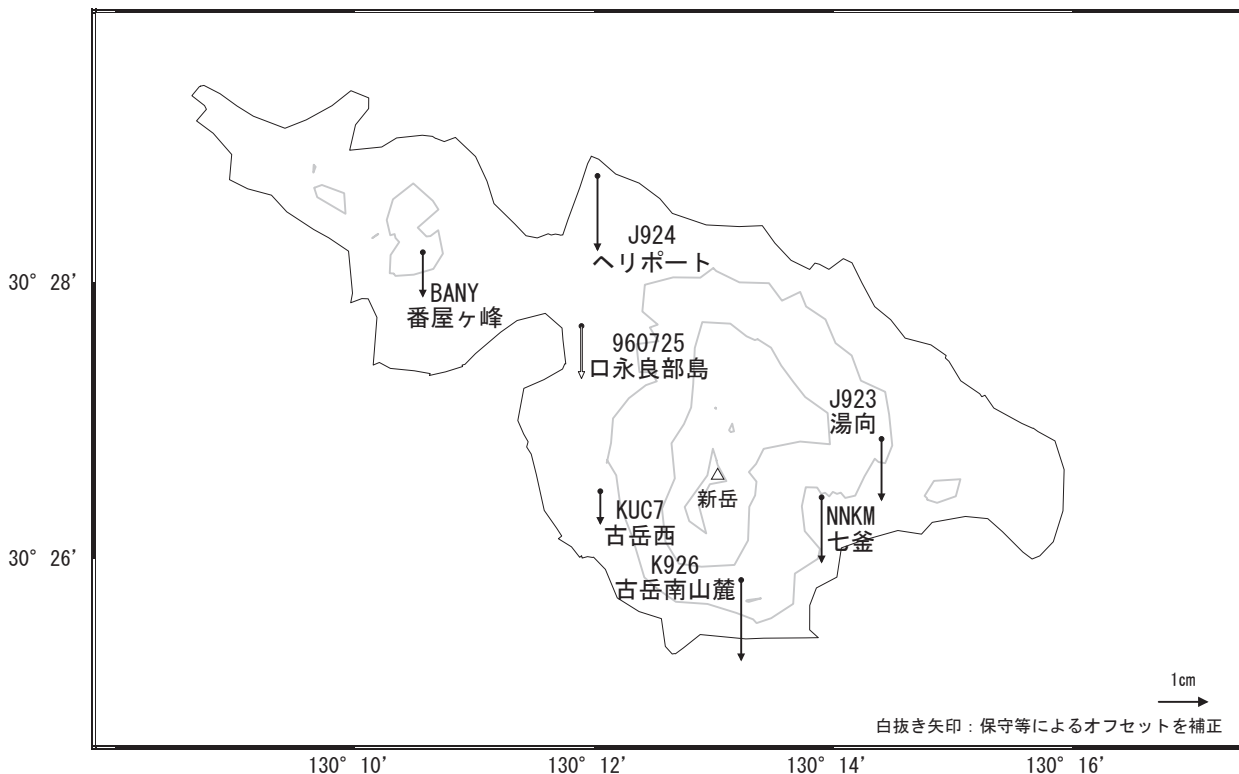 J924
ヘリポート
30° 28'
BANY
番屋ヶ峰
960725
口永良部島
J923
湯向
新岳
KUC7
古岳西
NNKM
七釜
30° 26'
K926
古岳南山麓
1cm
白抜き矢印：保守等によるオフセットを補正
130° 10'
130° 12'
130° 14'
130° 16'